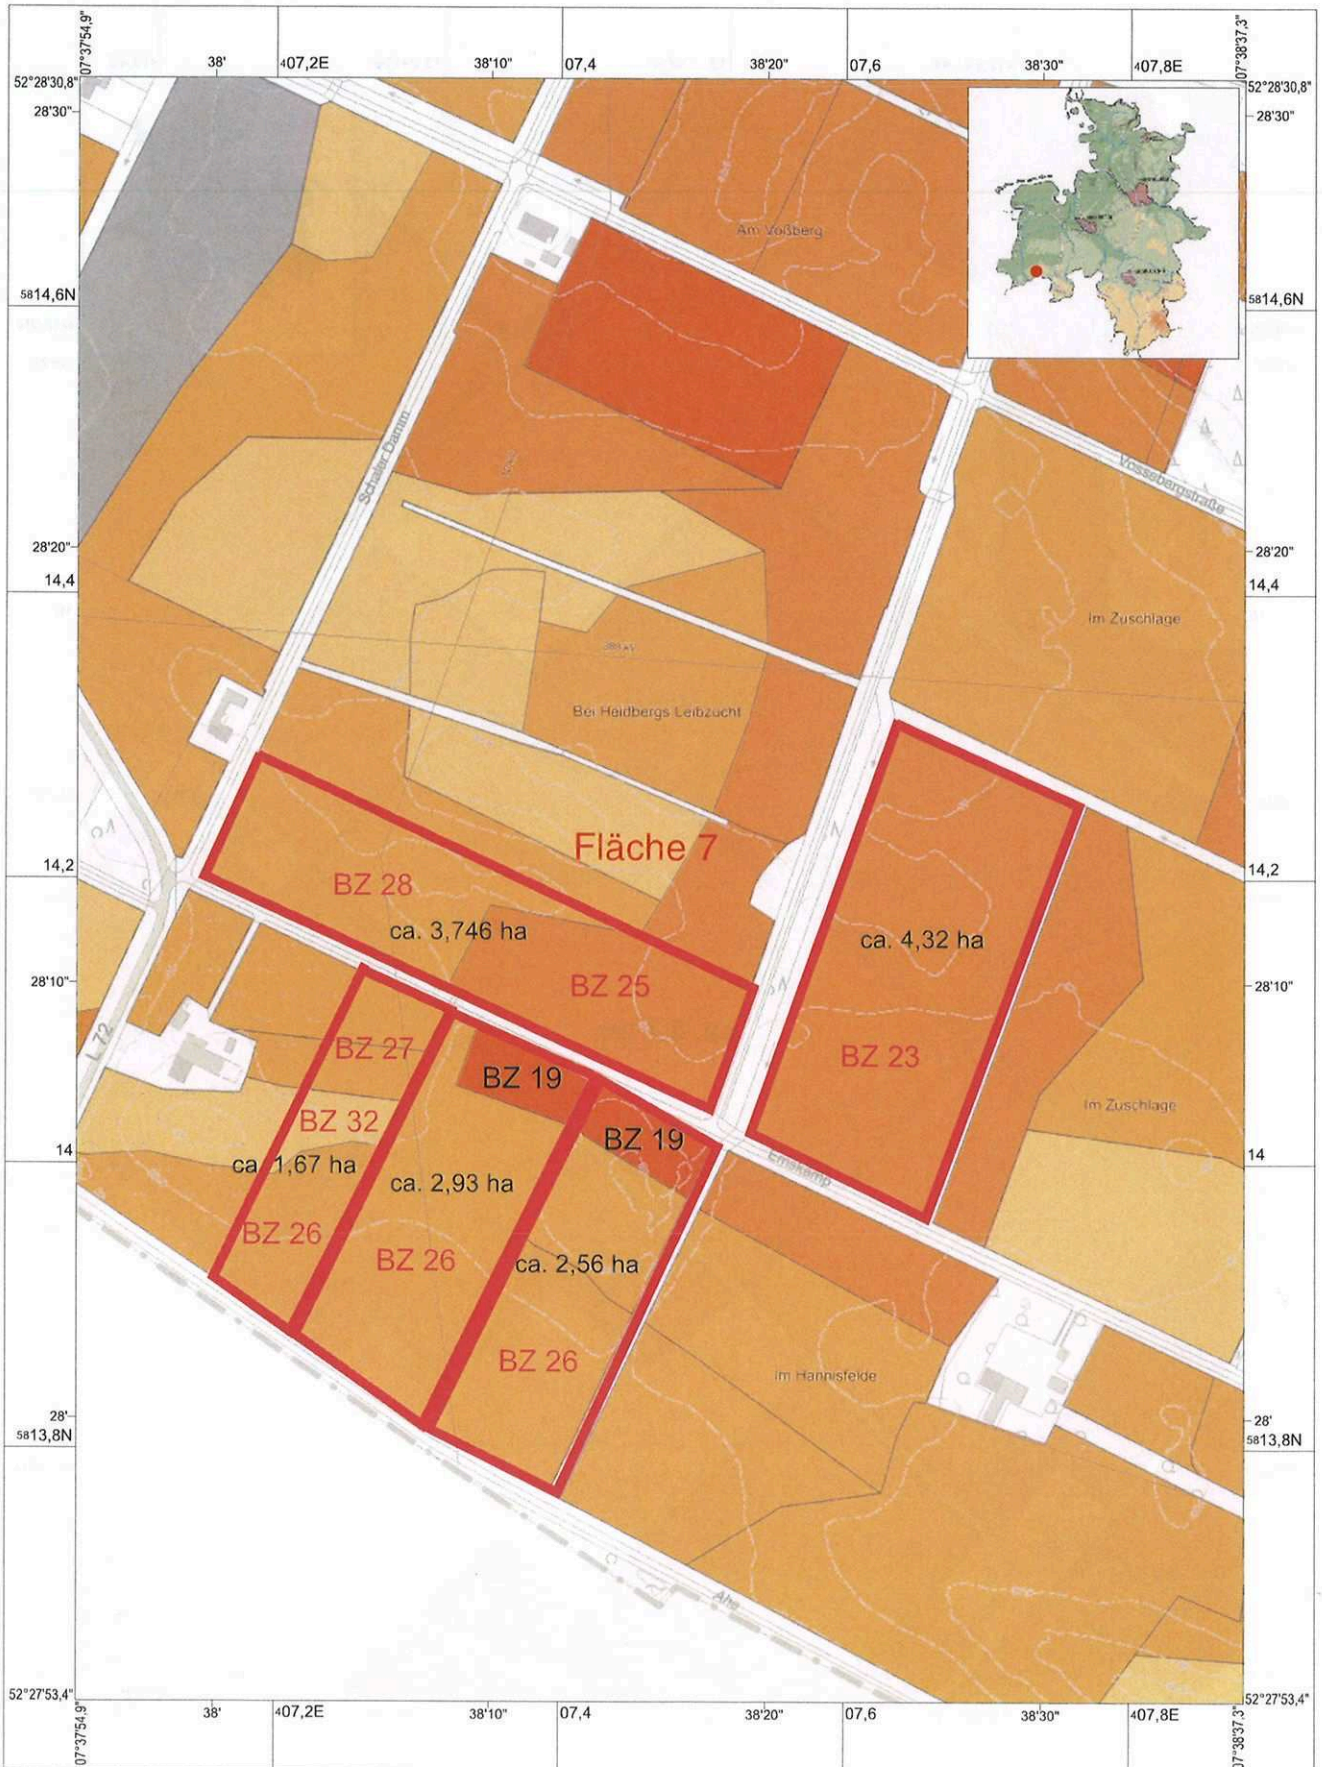 07°37'54,9"
38'
407,2E
38'10"
07,4
38'20"
07,6
38'30"
407,8E
07°38'37,3"
52°28'30,8"
52°28'30,8"
28'30"
28'30"
Am Voßberg
5814,6N
5814,6N
Schaler Damm
Vossebergstraße
28'20"
28'20"
14,4
14,4
Im Zuschlage
Bei Heidbergs Leibzucht
Fläche 7
14,2
14,2
BZ 28
ca. 3,746 ha
ca. 4,32 ha
28'10"
28'10"
BZ 25
L 72
BZ 27
BZ 23
BZ 19
Im Zuschlage
BZ 32
BZ 19
14
14
Emskamp
ca. 1,67 ha
ca. 2,93 ha
BZ 26
BZ 26
ca. 2,56 ha
BZ 26
Im Hannisfelde
28'
28'
5813,8N
5813,8N
Ahe
52°27'53,4"
52°27'53,4"
07°37'54,9"
38'
407,2E
38'10"
07,4
38'20"
07,6
38'30"
407,8E
07°38'37,3"